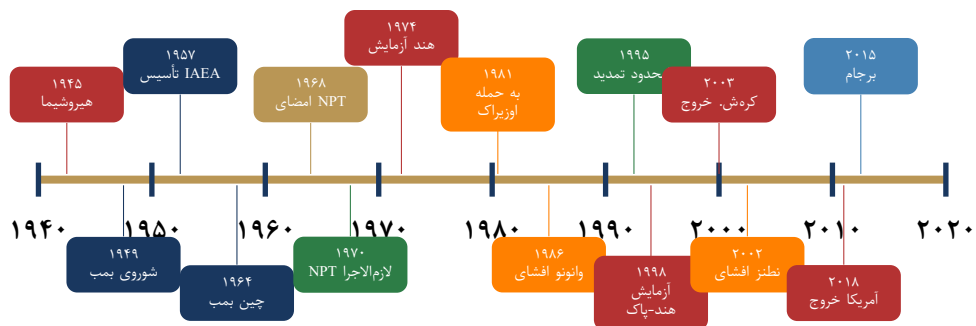 ۱۹۴۵
هیروشیما
۱۹۵۷
IAEA تأسیس
۱۹۶۸
NPT امضای
۱۹۷۴
هند آزمایش
۱۹۸۱
به حمله
اوزیراک
۱۹۹۵
تمدید
۲۰۰۳
کره‌ش. خروج
۲۰۱۵
برجام
۱۹۴۰
۱۹۵۰
۱۹۶۰
۱۹۷۰
۱۹۸۰
۱۹۹۰
۲۰۰۰
۲۰۱۰
۲۰۲۰
۱۹۴۹
شوروی بمب
۱۹۶۴
چین بمب
۱۹۷۰
لازم‌الاجرا NPT
۱۹۸۶
وانونو افشای
۱۹۹۸
آزمایش
هند-پاک
۲۰۰۲
نطنز افشای
۲۰۱۸
آمریکا خروج